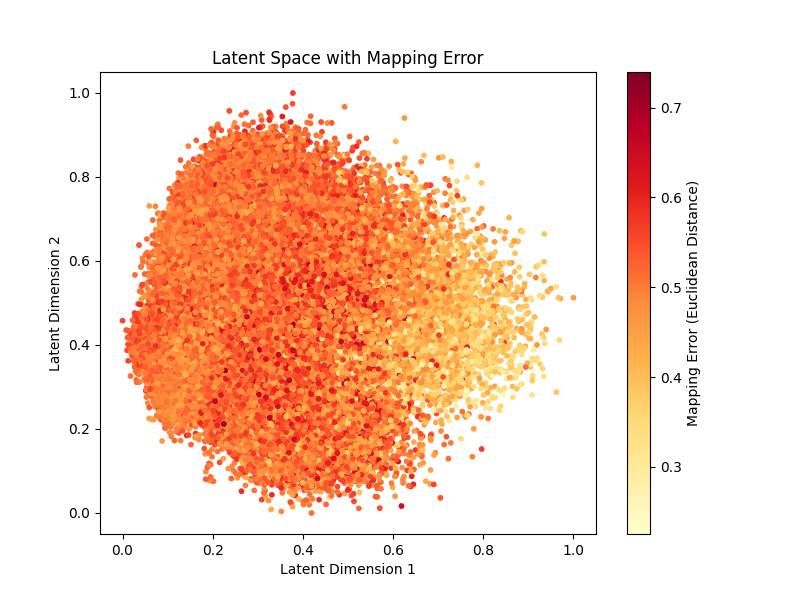 Latent Space with Mapping Error
1.0
0.8
0.6
0.4
0.2
0.0
Latent Dimension 2
0.0 0.2 0.4 0.6 0.8 1.0
Latent Dimension 1
0.7
0.6
0.5
0.4
0.3
Mapping Error (Euclidean Distance)